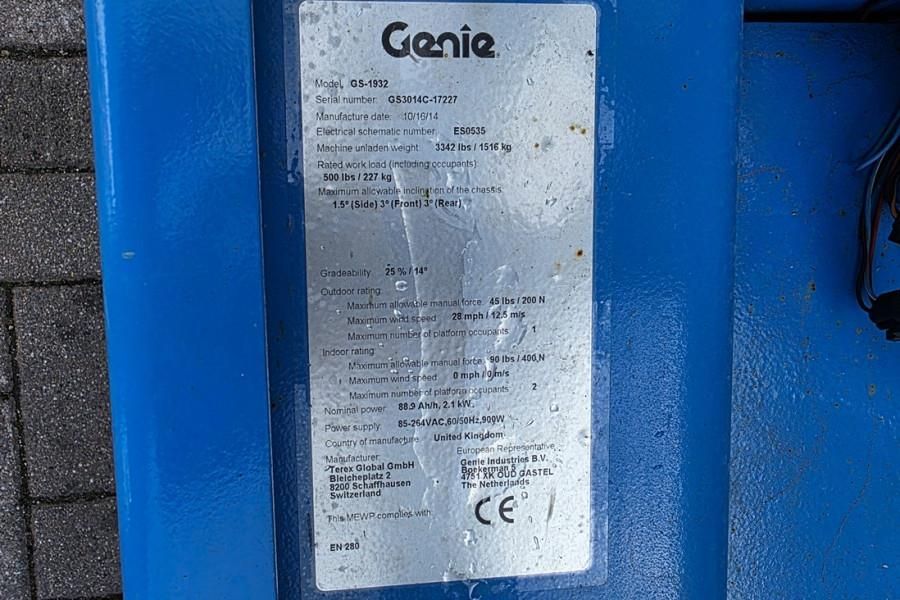 Genie
Model: GS-1932
Serial number: GS3014C-17227
Manufacture date: 10/16/14
Electrical schematic number: ES0535
Machine unladen weight: 3342 lbs / 1516 kg
Rated work load (including occupants):
500 lbs / 227 kg
Maximum allowable inclination of the chassis:
1.5° (Side) 3° (Front) 3° (Rear)
Gradeability: 25 % / 14°
Outdoor rating:
Maximum allowable manual force: 45 lbs / 200 N
Maximum wind speed: 28 mph / 12.5 m/s
Maximum number of platform occupants: 1
Indoor rating:
Maximum allowable manual force: 90 lbs / 400 N
Maximum wind speed: 0 mph / 0 m/s
Maximum number of platform occupants: 2
Nominal power: 88.9 Ah/h, 2.1 kW
Power supply: 85-264VAC,60/50Hz,900W
Country of manufacture: United Kingdom
Manufacturer:
Terex Global GmbH
Bleicheplatz 2
8200 Schaffhausen
Switzerland
European Representative:
Genie Industries B.V.
Boekerman 5
4751 XK OUD GASTEL
The Netherlands
This MEWP complies with:
CE
EN 280